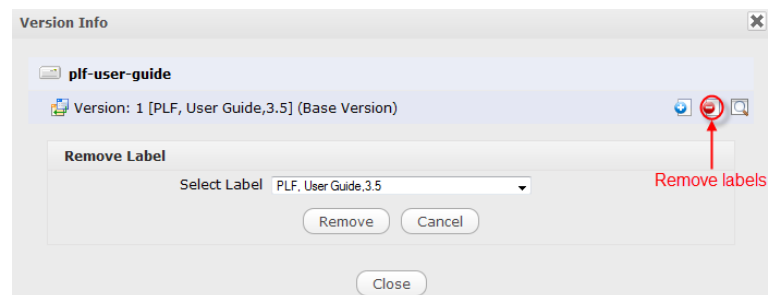 Version Info
plf-user-guide
Version: 1 [PLF, User Guide,3.5] (Base Version)
Remove Label
Remove labels
Select Label PLF, User Guide,3.5
Remove Cancel
Close